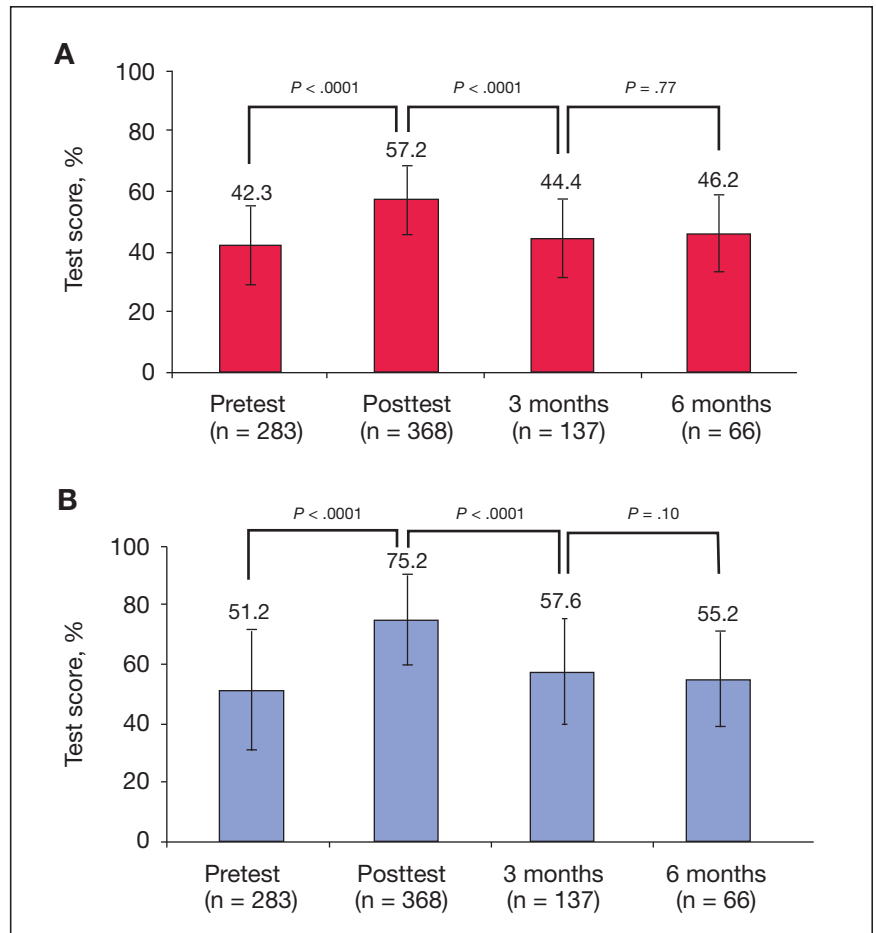 A
100
80
60
40
20
0
Test score, %
P < .0001
P < .0001
P = .77
42.3
57.2
44.4
46.2
Pretest
(n = 283)
Posttest
(n = 368)
3 months
(n = 137)
6 months
(n = 66)
B
100
80
60
40
20
0
Test score, %
P < .0001
P < .0001
P = .10
51.2
75.2
57.6
55.2
Pretest
(n = 283)
Posttest
(n = 368)
3 months
(n = 137)
6 months
(n = 66)